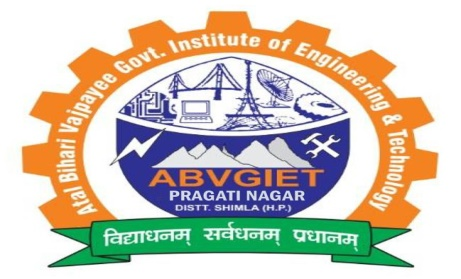 Atal Bihari Vajpayee Govt. Institute of Engineering & Technology
ABVGIET
PRAGATI NAGAR
DISTT. SHIMLA (H.P.)
विद्याधनम् सर्वधनम् प्रधानम्